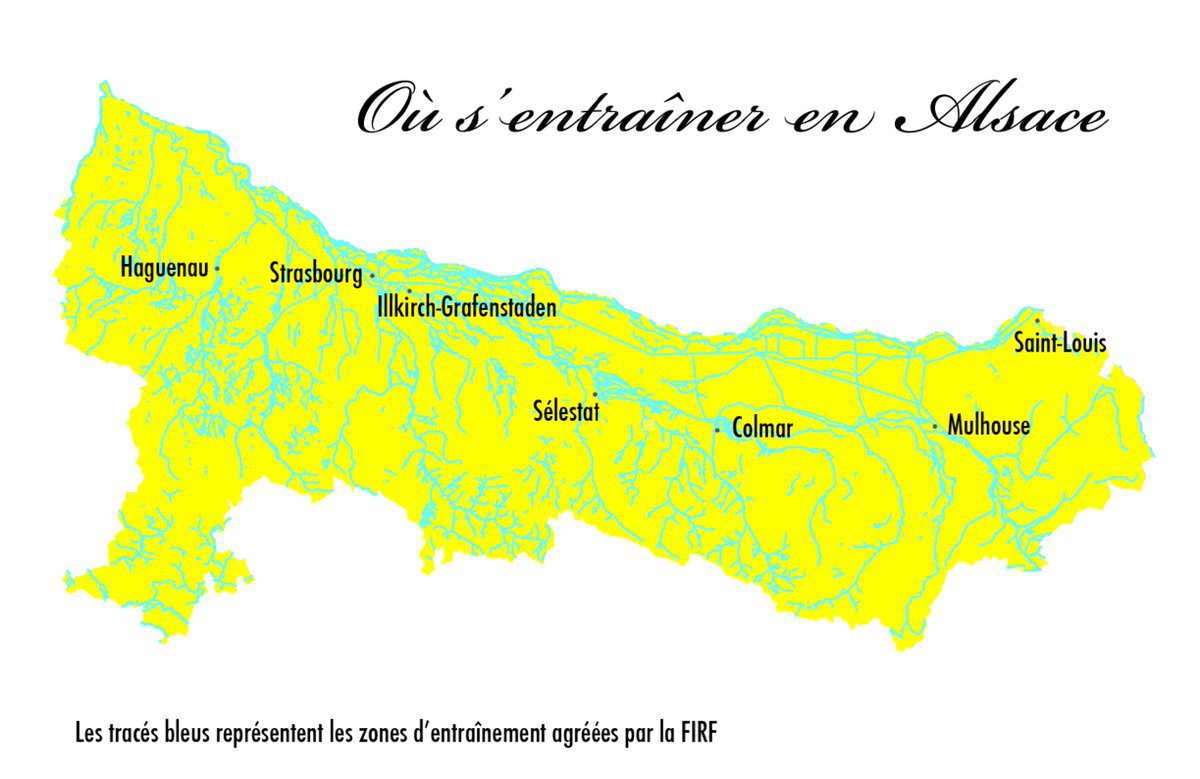 Où s'entraîner en Alsace
Haguenau
Strasbourg
Illkirch-Grafenstaden
Saint-Louis
Sélestat
Colmar
Mulhouse
Les tracés bleus représentent les zones d’entraînement agréées par la FIRF